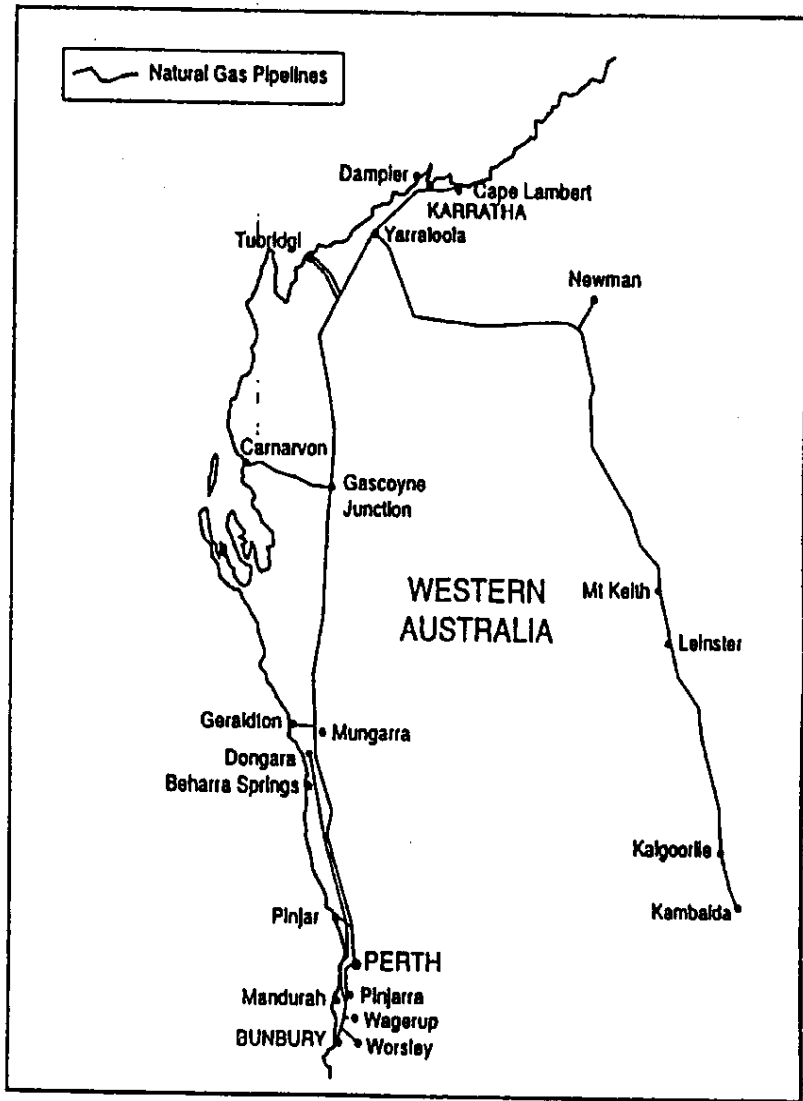 Natural Gas Pipelines
Dampier
Cape Lambert
KARRATHA
Yarraloola
Tubridgi
Newman
Carnarvon
Gascoyne
Junction
WESTERN
AUSTRALIA
Mt Keith
Leinster
Geraldton
Mungarra
Dongara
Beharra Springs
Kalgoorlie
Kambalda
Pinjar
PERTH
Mandurah
Pinjarra
Wagerup
BUNBURY
Worsley